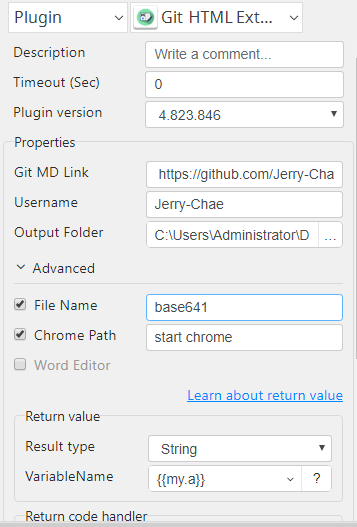 Plugin Git HTML Ext...
Description Write a comment...
Timeout (Sec) 0
Plugin version 4.823.846
Properties
Git MD Link https://github.com/Jerry-Cha
Username Jerry-Chae
Output Folder C:\Users\Administrator\D ...
Advanced
File Name base641
Chrome Path start chrome
Word Editor
Learn about return value
Return value
Result type String
VariableName {{my.a}} ?
Return code handler